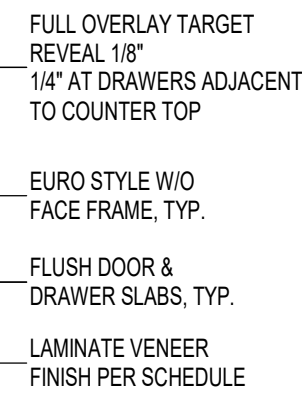 FULL OVERLAY TARGET
REVEAL 1/8"
1/4" AT DRAWERS ADJACENT
TO COUNTER TOP
EURO STYLE W/O
FACE FRAME, TYP.
FLUSH DOOR &
DRAWER SLABS, TYP.
LAMINATE VENEER
FINISH PER SCHEDULE